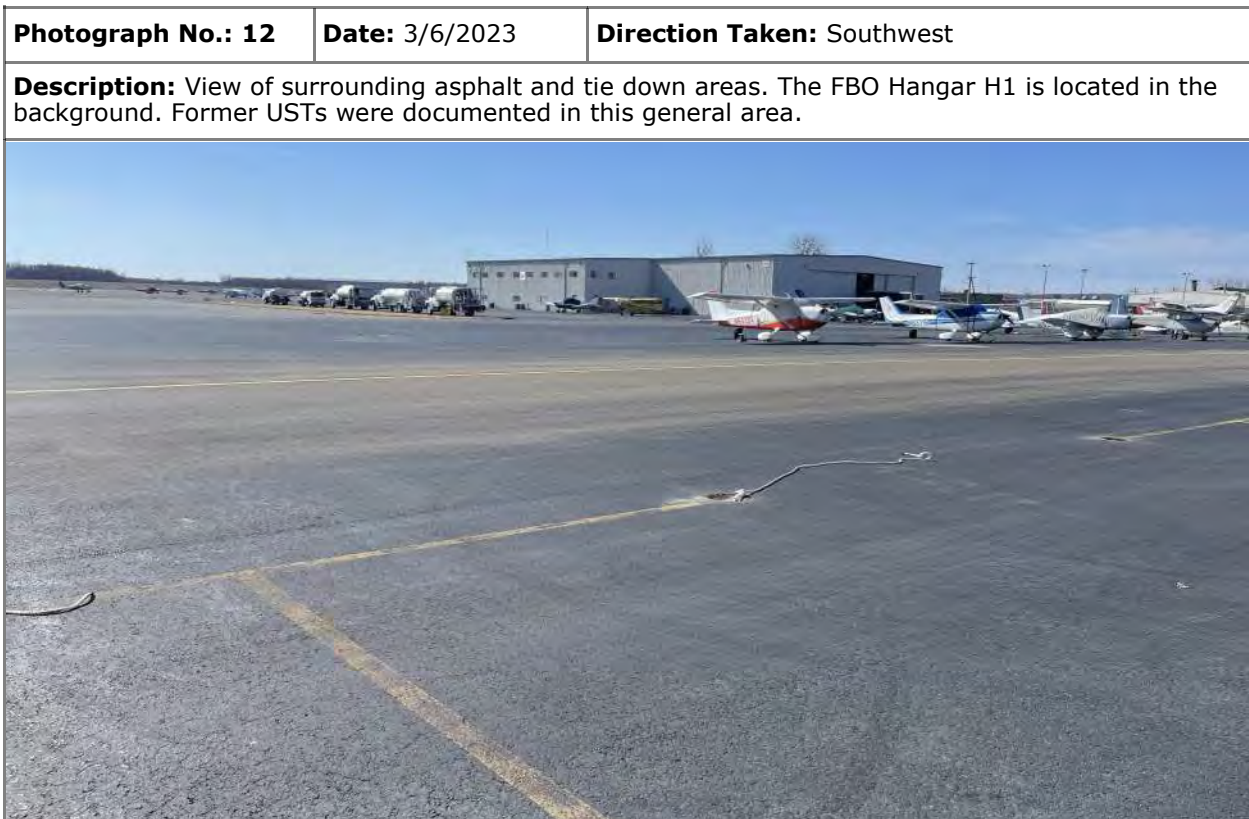 Photograph No.: 12
Date: 3/6/2023
Direction Taken: Southwest
Description: View of surrounding asphalt and tie down areas. The FBO Hangar H1 is located in the
background. Former USTs were documented in this general area.